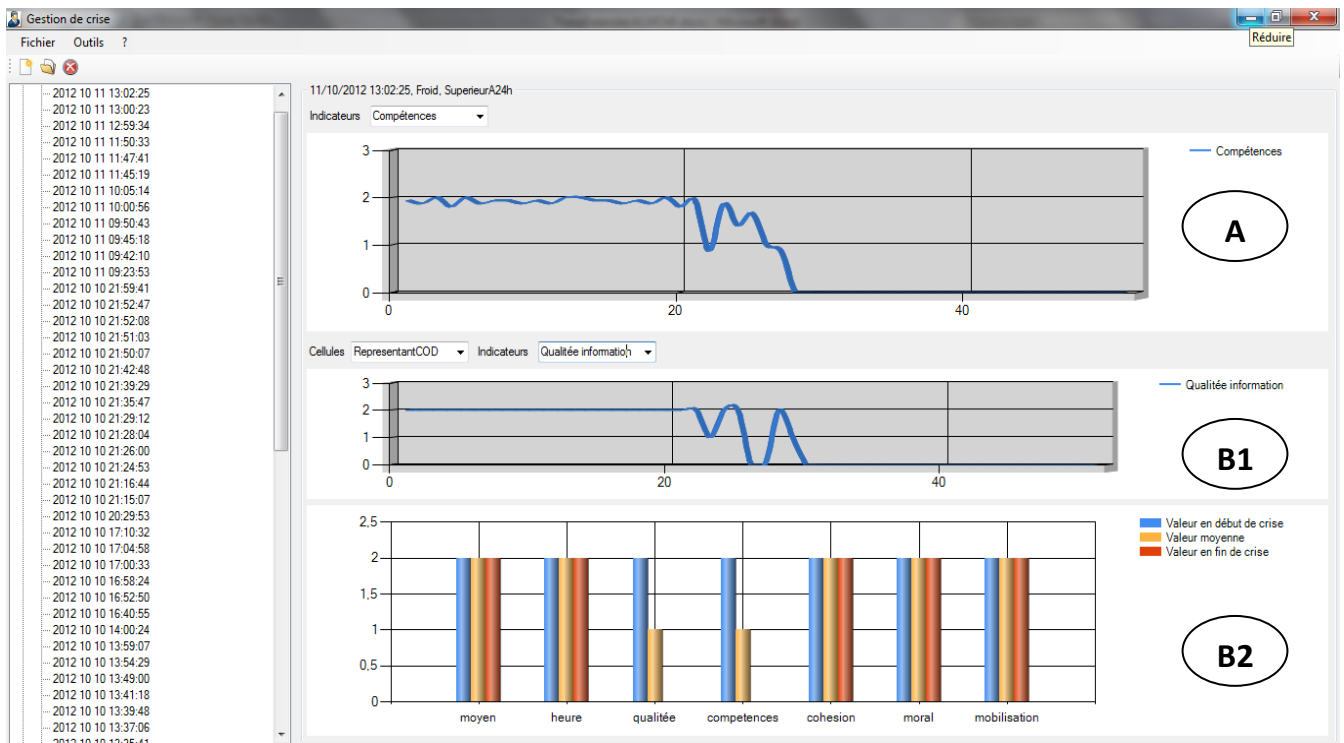 Gestion de crise
Réduire
Fichier Outils ?
2012 10 11 13:02:25
2012 10 11 13:00:23
2012 10 11 12:59:34
2012 10 11 11:50:33
2012 10 11 11:47:41
2012 10 11 11:45:19
2012 10 11 10:05:14
2012 10 11 10:00:56
2012 10 11 09:50:43
2012 10 11 09:45:18
2012 10 11 09:42:10
2012 10 11 09:23:53
2012 10 10 21:59:41
2012 10 10 21:52:47
2012 10 10 21:52:08
2012 10 10 21:51:03
2012 10 10 21:50:07
2012 10 10 21:42:48
2012 10 10 21:39:29
2012 10 10 21:35:47
2012 10 10 21:29:12
2012 10 10 21:28:04
2012 10 10 21:26:00
2012 10 10 21:24:53
2012 10 10 21:16:44
2012 10 10 21:15:07
2012 10 10 20:29:53
2012 10 10 17:10:32
2012 10 10 17:04:58
2012 10 10 17:00:33
2012 10 10 16:58:24
2012 10 10 16:52:50
2012 10 10 16:40:55
2012 10 10 14:00:24
2012 10 10 13:59:07
2012 10 10 13:54:29
2012 10 10 13:49:00
2012 10 10 13:41:18
2012 10 10 13:39:48
2012 10 10 13:37:06
11/10/2012 13:02:25, Froid, SuperieurA24h
Indicateurs Compétences
3
2
1
0
0 20 40
Compétences
A
Cellules RepresentantCOD Indicateurs Qualitée information
3
2
1
0
0 20 40
Qualitée information
B1
2,5
2
1,5
1
0,5
0
moyen heure qualitée competences cohesion moral mobilisation
Valeur en début de crise
Valeur moyenne
Valeur en fin de crise
B2